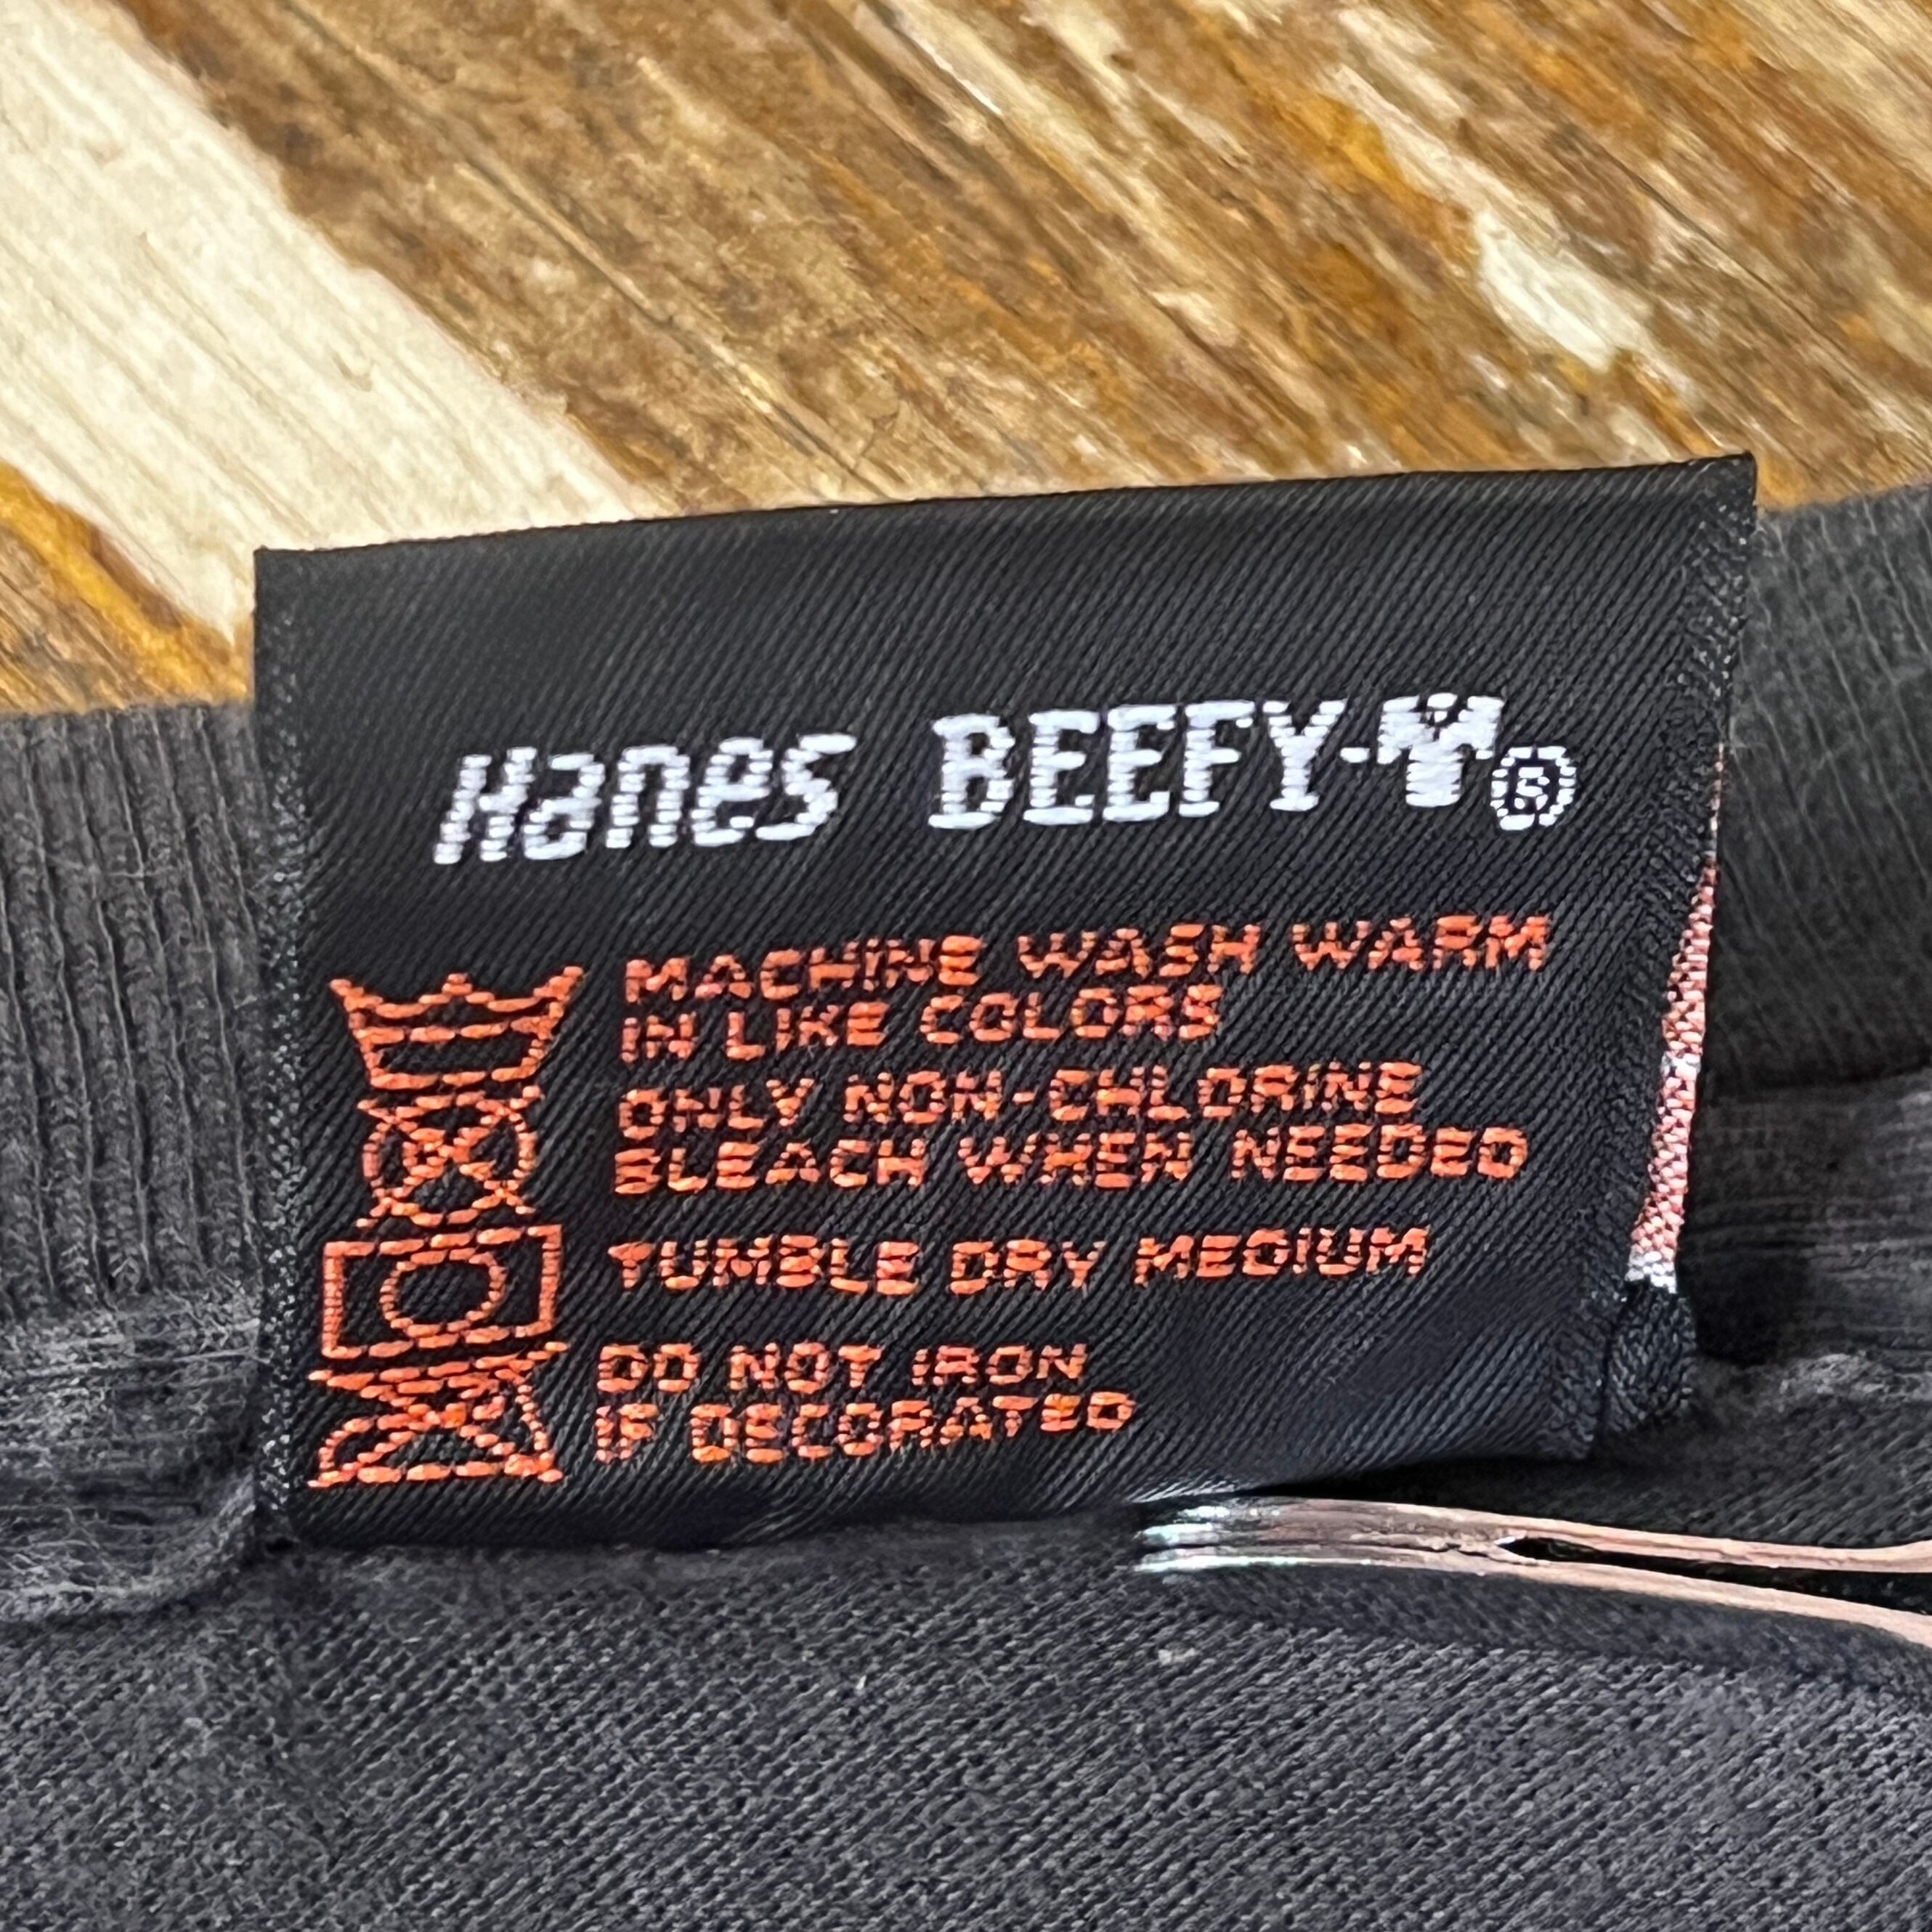 Hanes BEEFY-T®
MACHINE WASH WARM
IN LIKE COLORS
ONLY NON-CHLORINE
BLEACH WHEN NEEDED
TUMBLE DRY MEDIUM
DO NOT IRON
IF DECORATED